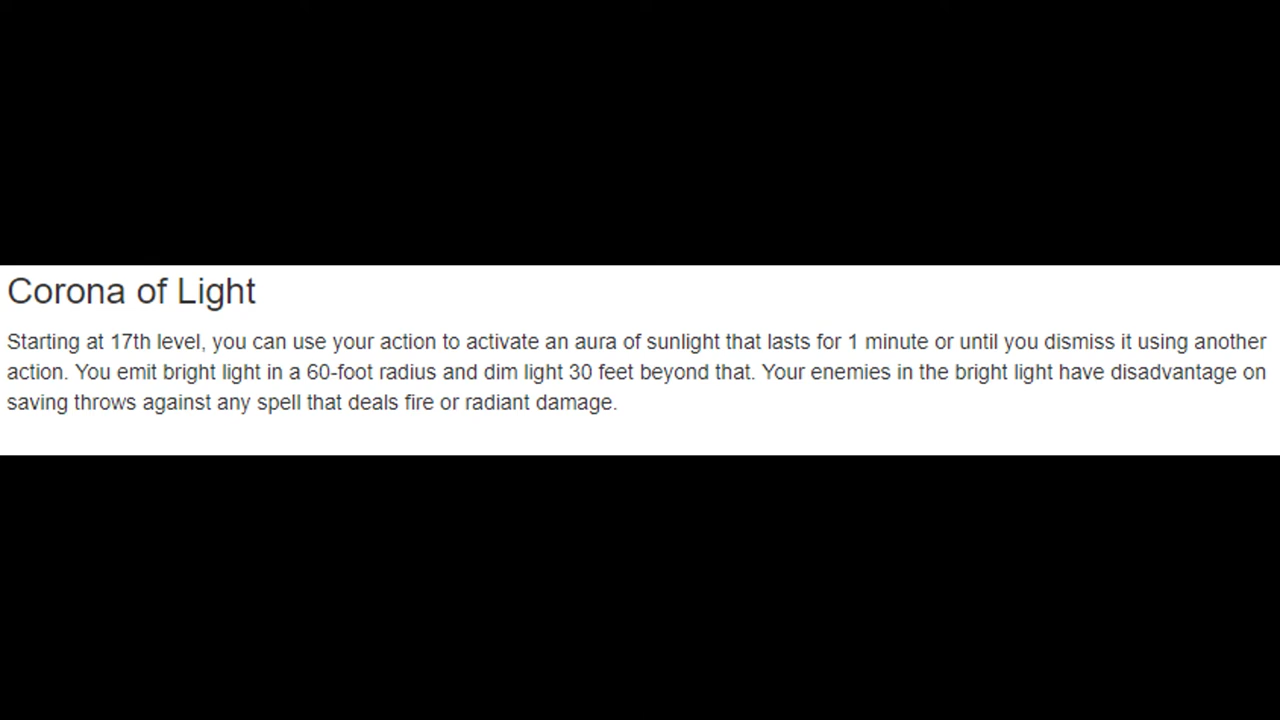 Corona of Light
Starting at 17th level, you can use your action to activate an aura of sunlight that lasts for 1 minute or until you dismiss it using another
action. You emit bright light in a 60-foot radius and dim light 30 feet beyond that. Your enemies in the bright light have disadvantage on
saving throws against any spell that deals fire or radiant damage.